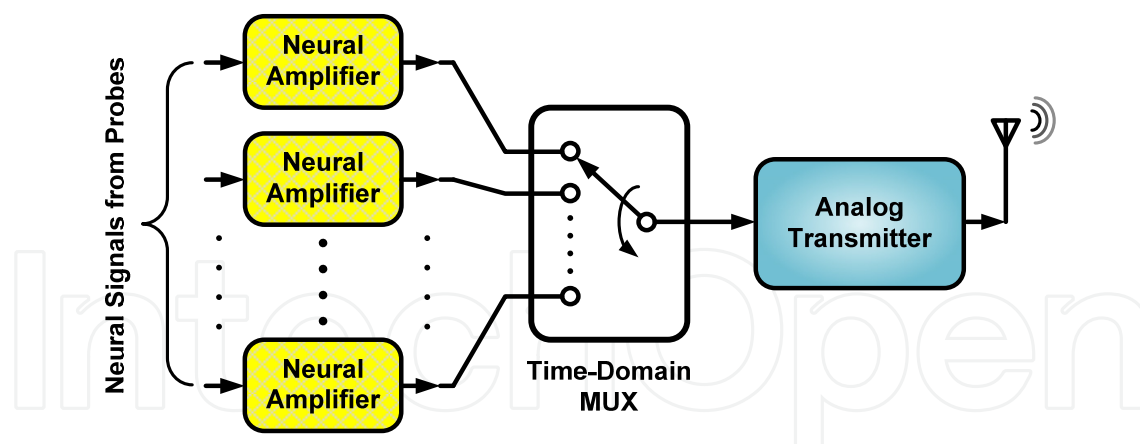 Neural Signals from Probes
Neural
Amplifier
Neural
Amplifier
Neural
Amplifier
Time-Domain
MUX
Analog
Transmitter
IntechOpen